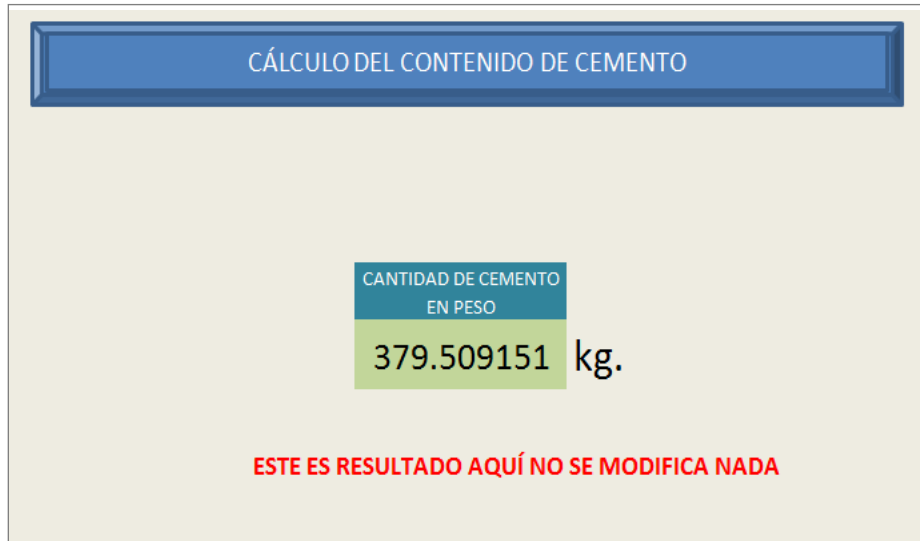 CÁLCULO DEL CONTENIDO DE CEMENTO
CANTIDAD DE CEMENTO
EN PESO
379.509151 kg.
ESTE ES RESULTADO AQUÍ NO SE MODIFICA NADA